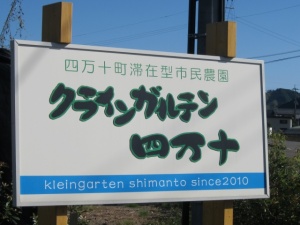 四万十町滞在型市民農園
クラインガルテン
四万十
kleingarten shimanto since2010